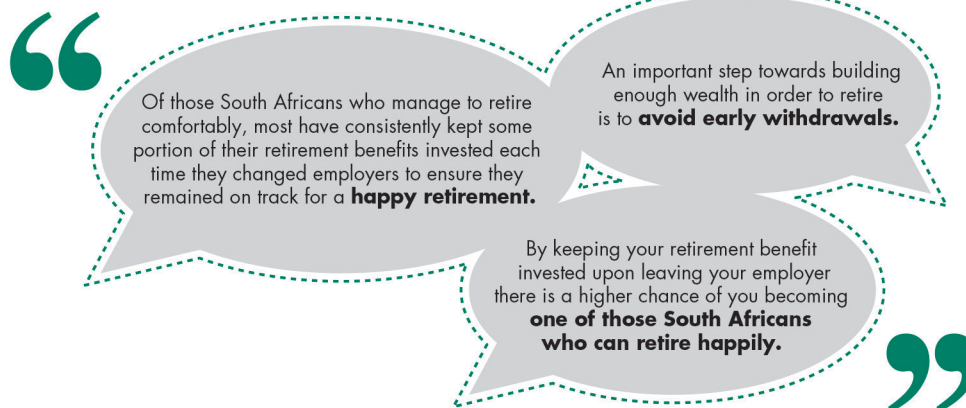 Of those South Africans who manage to retire
comfortably, most have consistently kept some
portion of their retirement benefits invested each
time they changed employers to ensure they
remained on track for a happy retirement.
An important step towards building
enough wealth in order to retire
is to avoid early withdrawals.
By keeping your retirement benefit
invested upon leaving your employer
there is a higher chance of you becoming
one of those South Africans
who can retire happily.